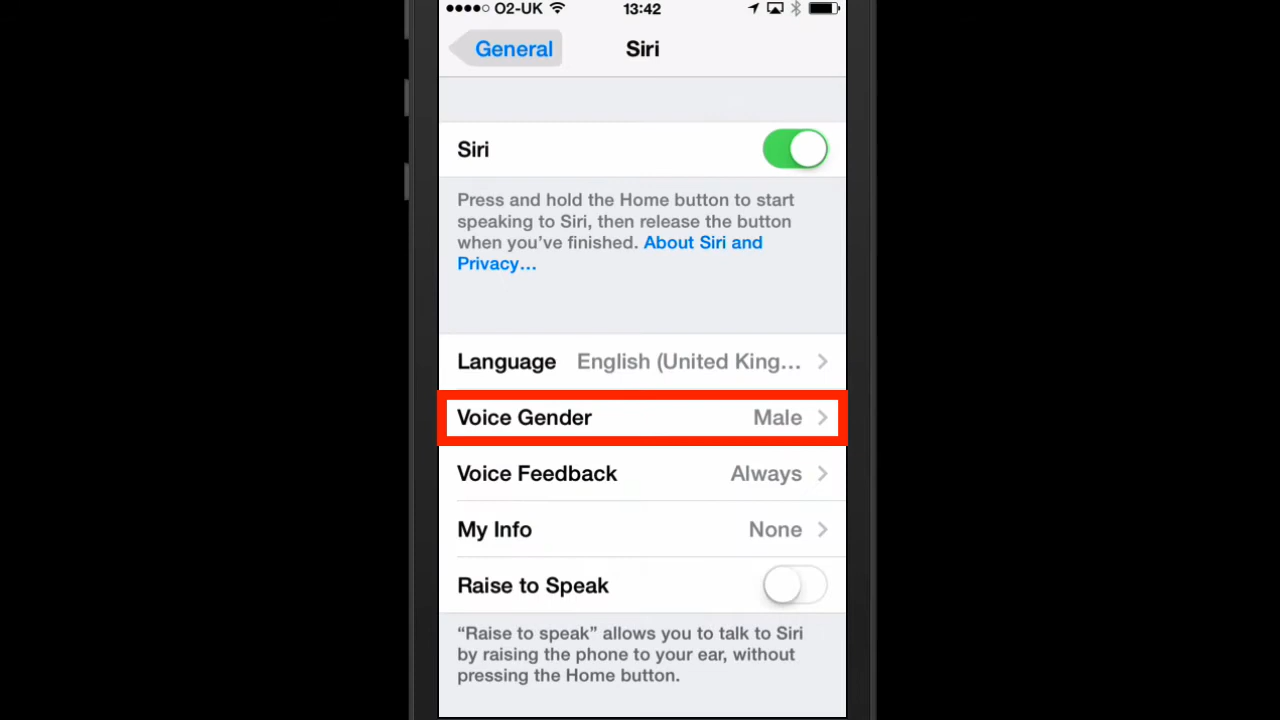 O2-UK 13:42
General Siri
Siri
Press and hold the Home button to start
speaking to Siri, then release the button
when you’ve finished. About Siri and
Privacy...
Language English (United King...
Voice Gender Male
Voice Feedback Always
My Info None
Raise to Speak
“Raise to speak” allows you to talk to Siri
by raising the phone to your ear, without
pressing the Home button.